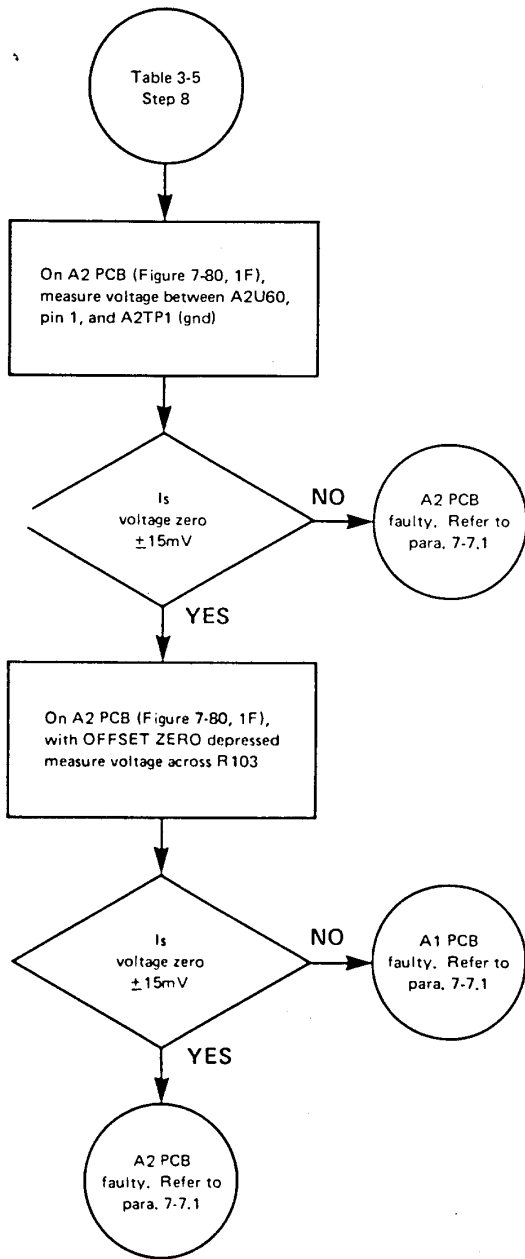 Table 3-5
Step 8
On A2 PCB (Figure 7-80, 1F),
measure voltage between A2U60,
pin 1, and A2TP1 (gnd)
Is
voltage zero
±15mV
NO
A2 PCB
faulty. Refer to
para. 7-7.1
YES
On A2 PCB (Figure 7-80, 1F),
with OFFSET ZERO depressed
measure voltage across R103
Is
voltage zero
±15mV
NO
A1 PCB
faulty. Refer to
para. 7-7.1
YES
A2 PCB
faulty. Refer to
para. 7-7.1